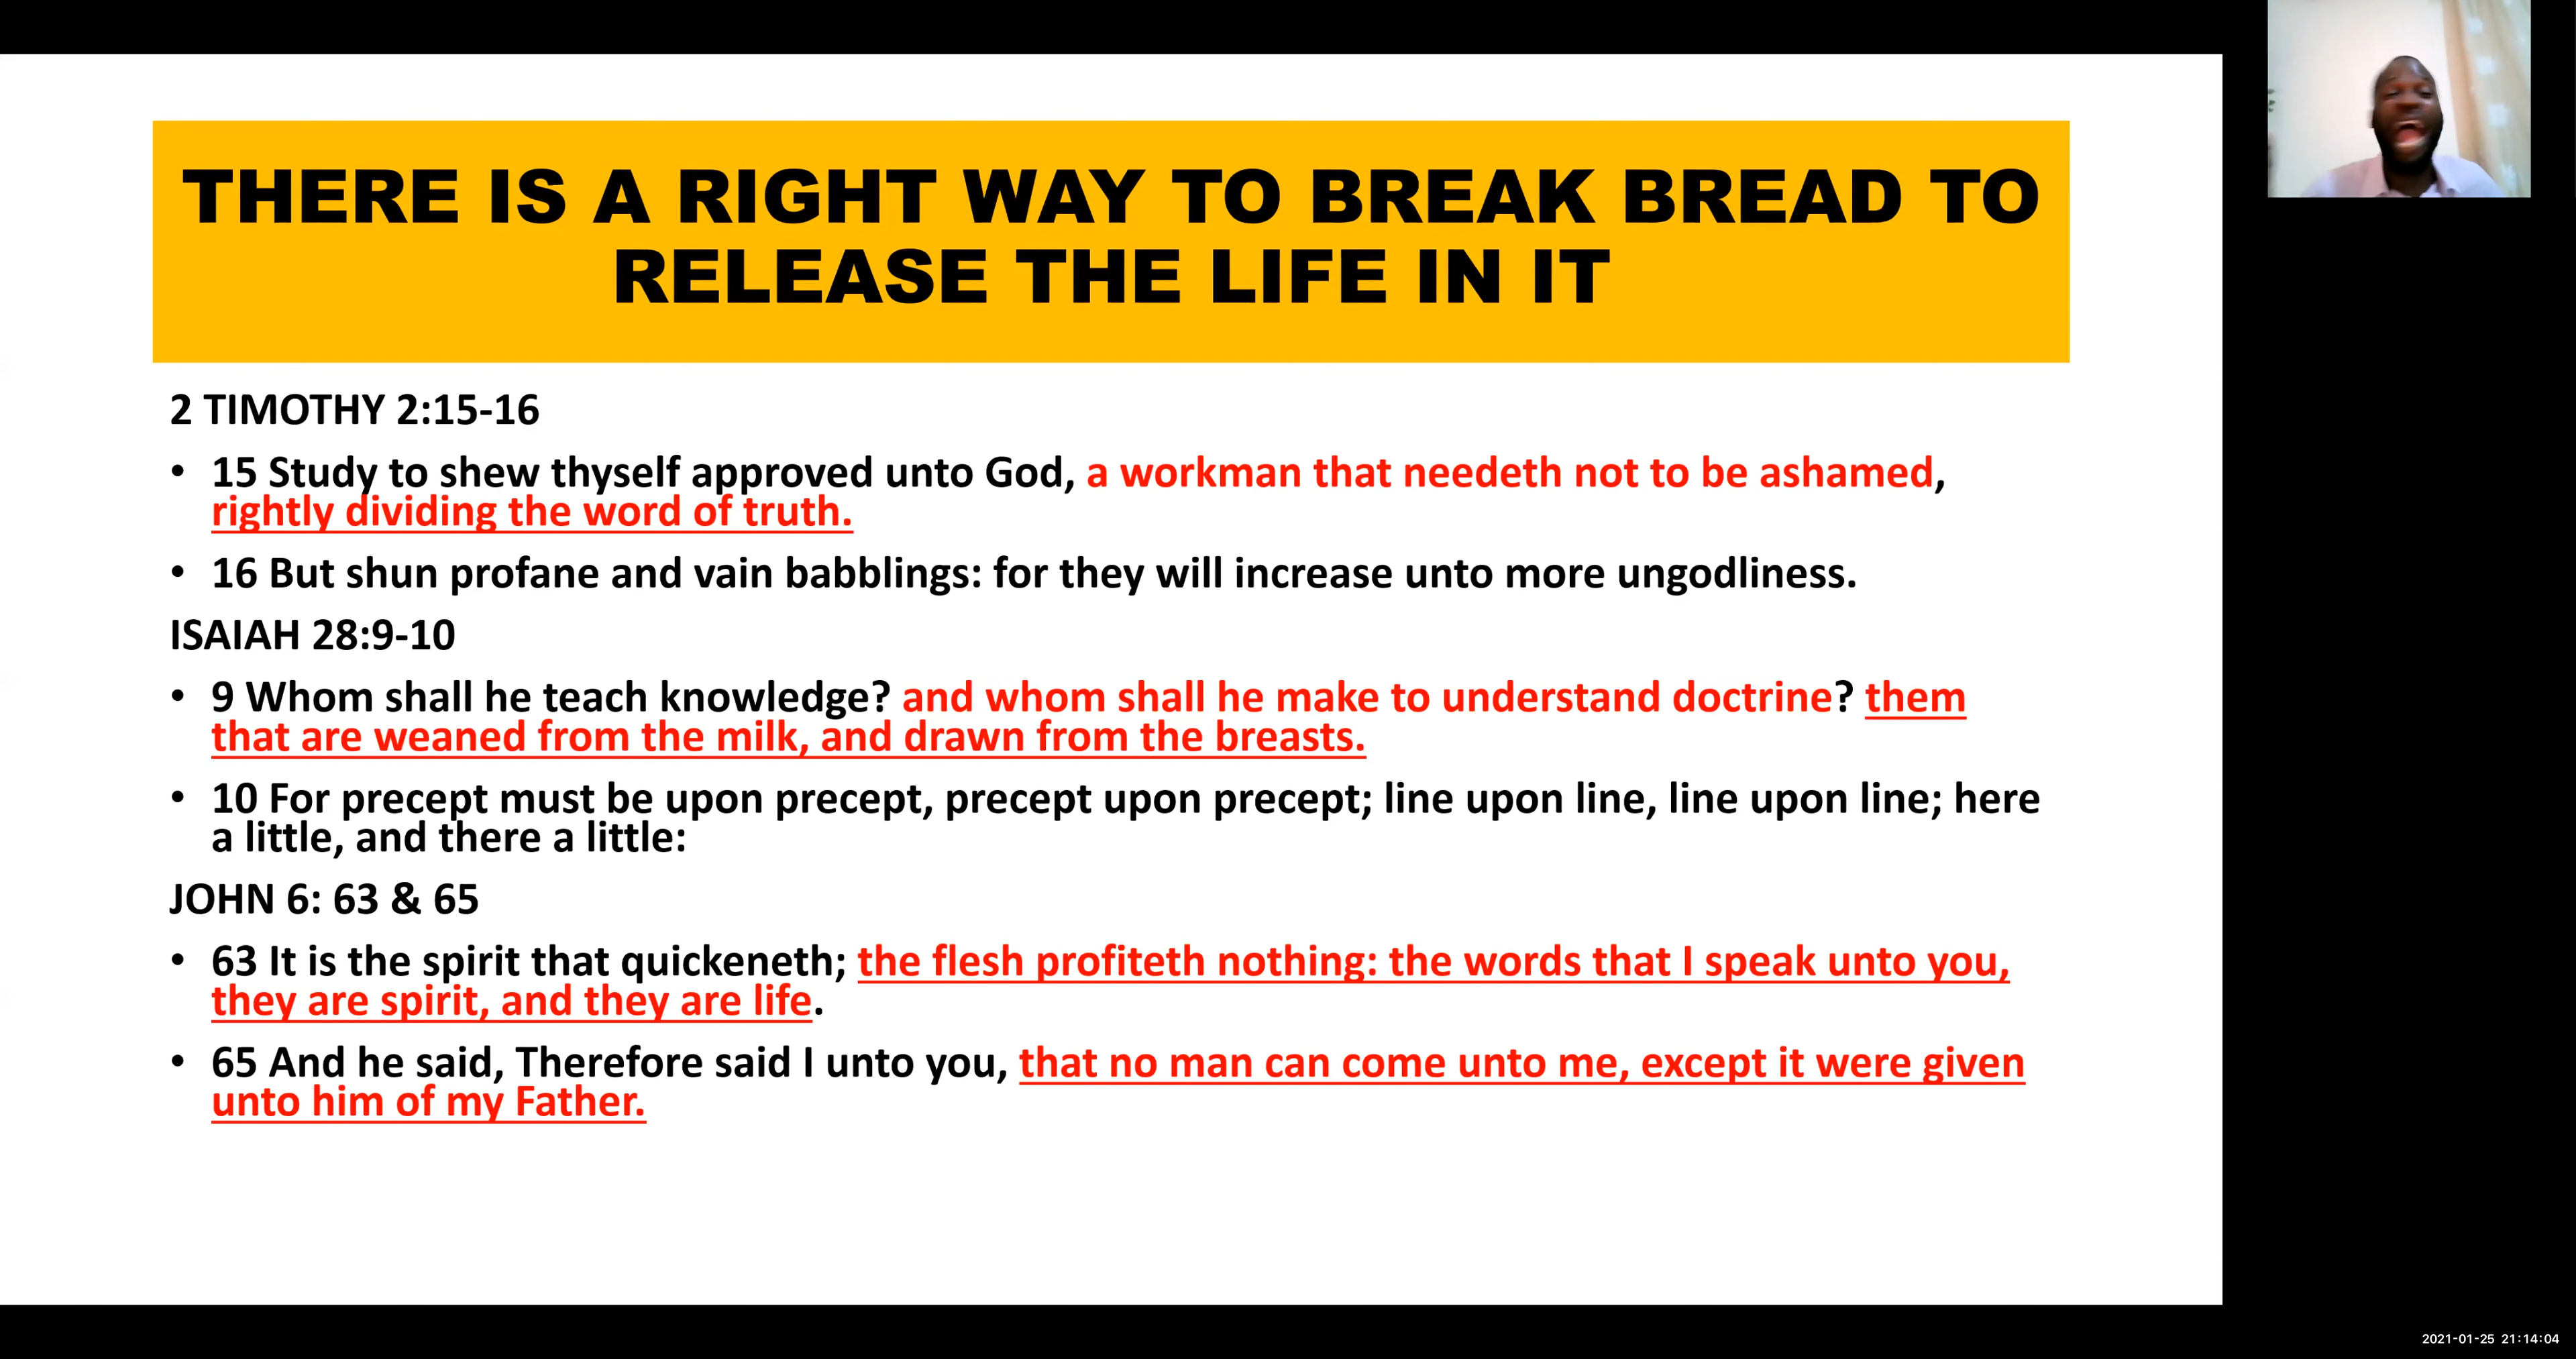 THERE IS A RIGHT WAY TO BREAK BREAD TO
RELEASE THE LIFE IN IT
2 TIMOTHY 2:15-16
• 15 Study to shew thyself approved unto God, a workman that needeth not to be ashamed,
rightly dividing the word of truth.
• 16 But shun profane and vain babblings: for they will increase unto more ungodliness.
ISAIAH 28:9-10
• 9 Whom shall he teach knowledge? and whom shall he make to understand doctrine? them
that are weaned from the milk, and drawn from the breasts.
• 10 For precept must be upon precept, precept upon precept; line upon line, line upon line; here
a little, and there a little:
JOHN 6: 63 & 65
• 63 It is the spirit that quickeneth; the flesh profiteth nothing: the words that I speak unto you,
they are spirit, and they are life.
• 65 And he said, Therefore said I unto you, that no man can come unto me, except it were given
unto him of my Father.
2021-01-25 21:14:04